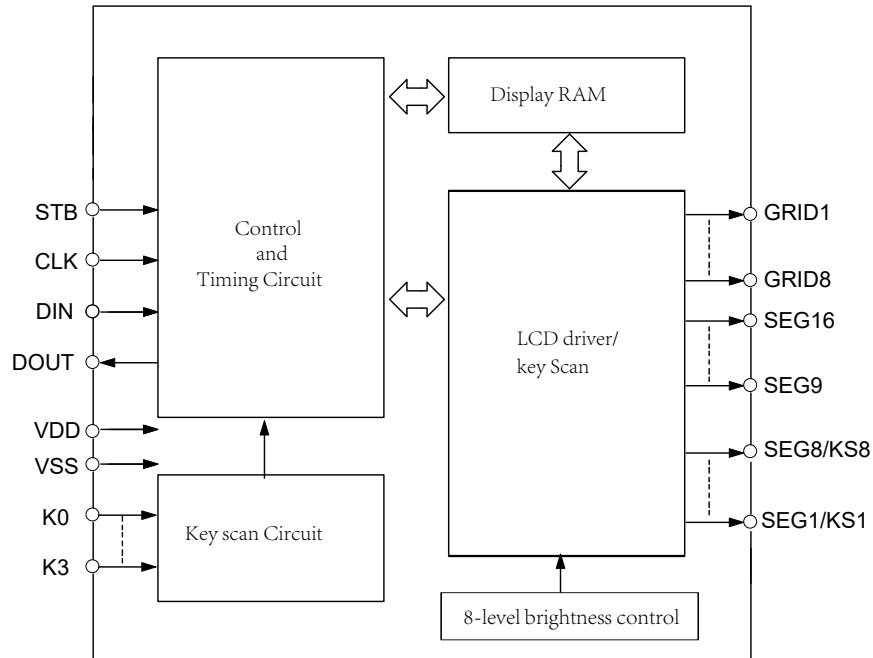 Display RAM
STB
CLK
DIN
DOUT
Control
and
Timing Circuit
GRID1
GRID8
SEG16
SEG9
SEG8/KS8
SEG1/KS1
LCD driver/
key Scan
VDD
VSS
K0
K3
Key scan Circuit
8-level brightness control